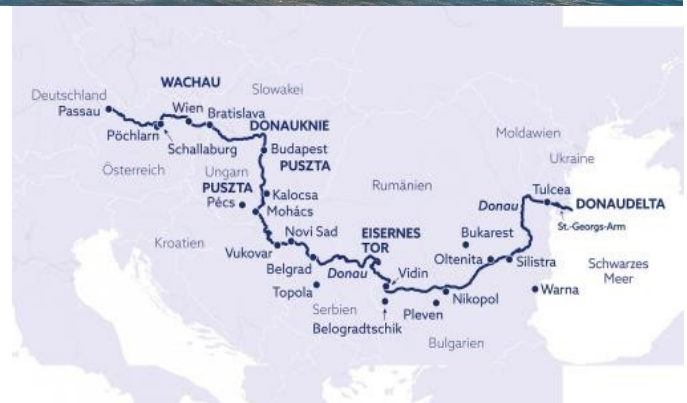 WACHAU
Slowakei
Deutschland
Passau
Wien
Bratislava
DONAUKNIE
Pöchlarn
Schallaburg
Budapest
PUSZTA
Österreich
Ungarn
PUSZTA
Pécs
Kalocsa
Mohács
Rumänien
Moldawien
Ukraine
Tulcea
DONAUDELTA
Donau
St.-Georgs-Arm
Kroatien
Novi Sad
Vukovar
EISERNES
TOR
Bukarest
Oltenita
Silistra
Schwarzes
Meer
Belgrad
Donau
Vidin
Topola
Nikopol
Warna
Serbien
Pleven
Belogradtschik
Bulgarien